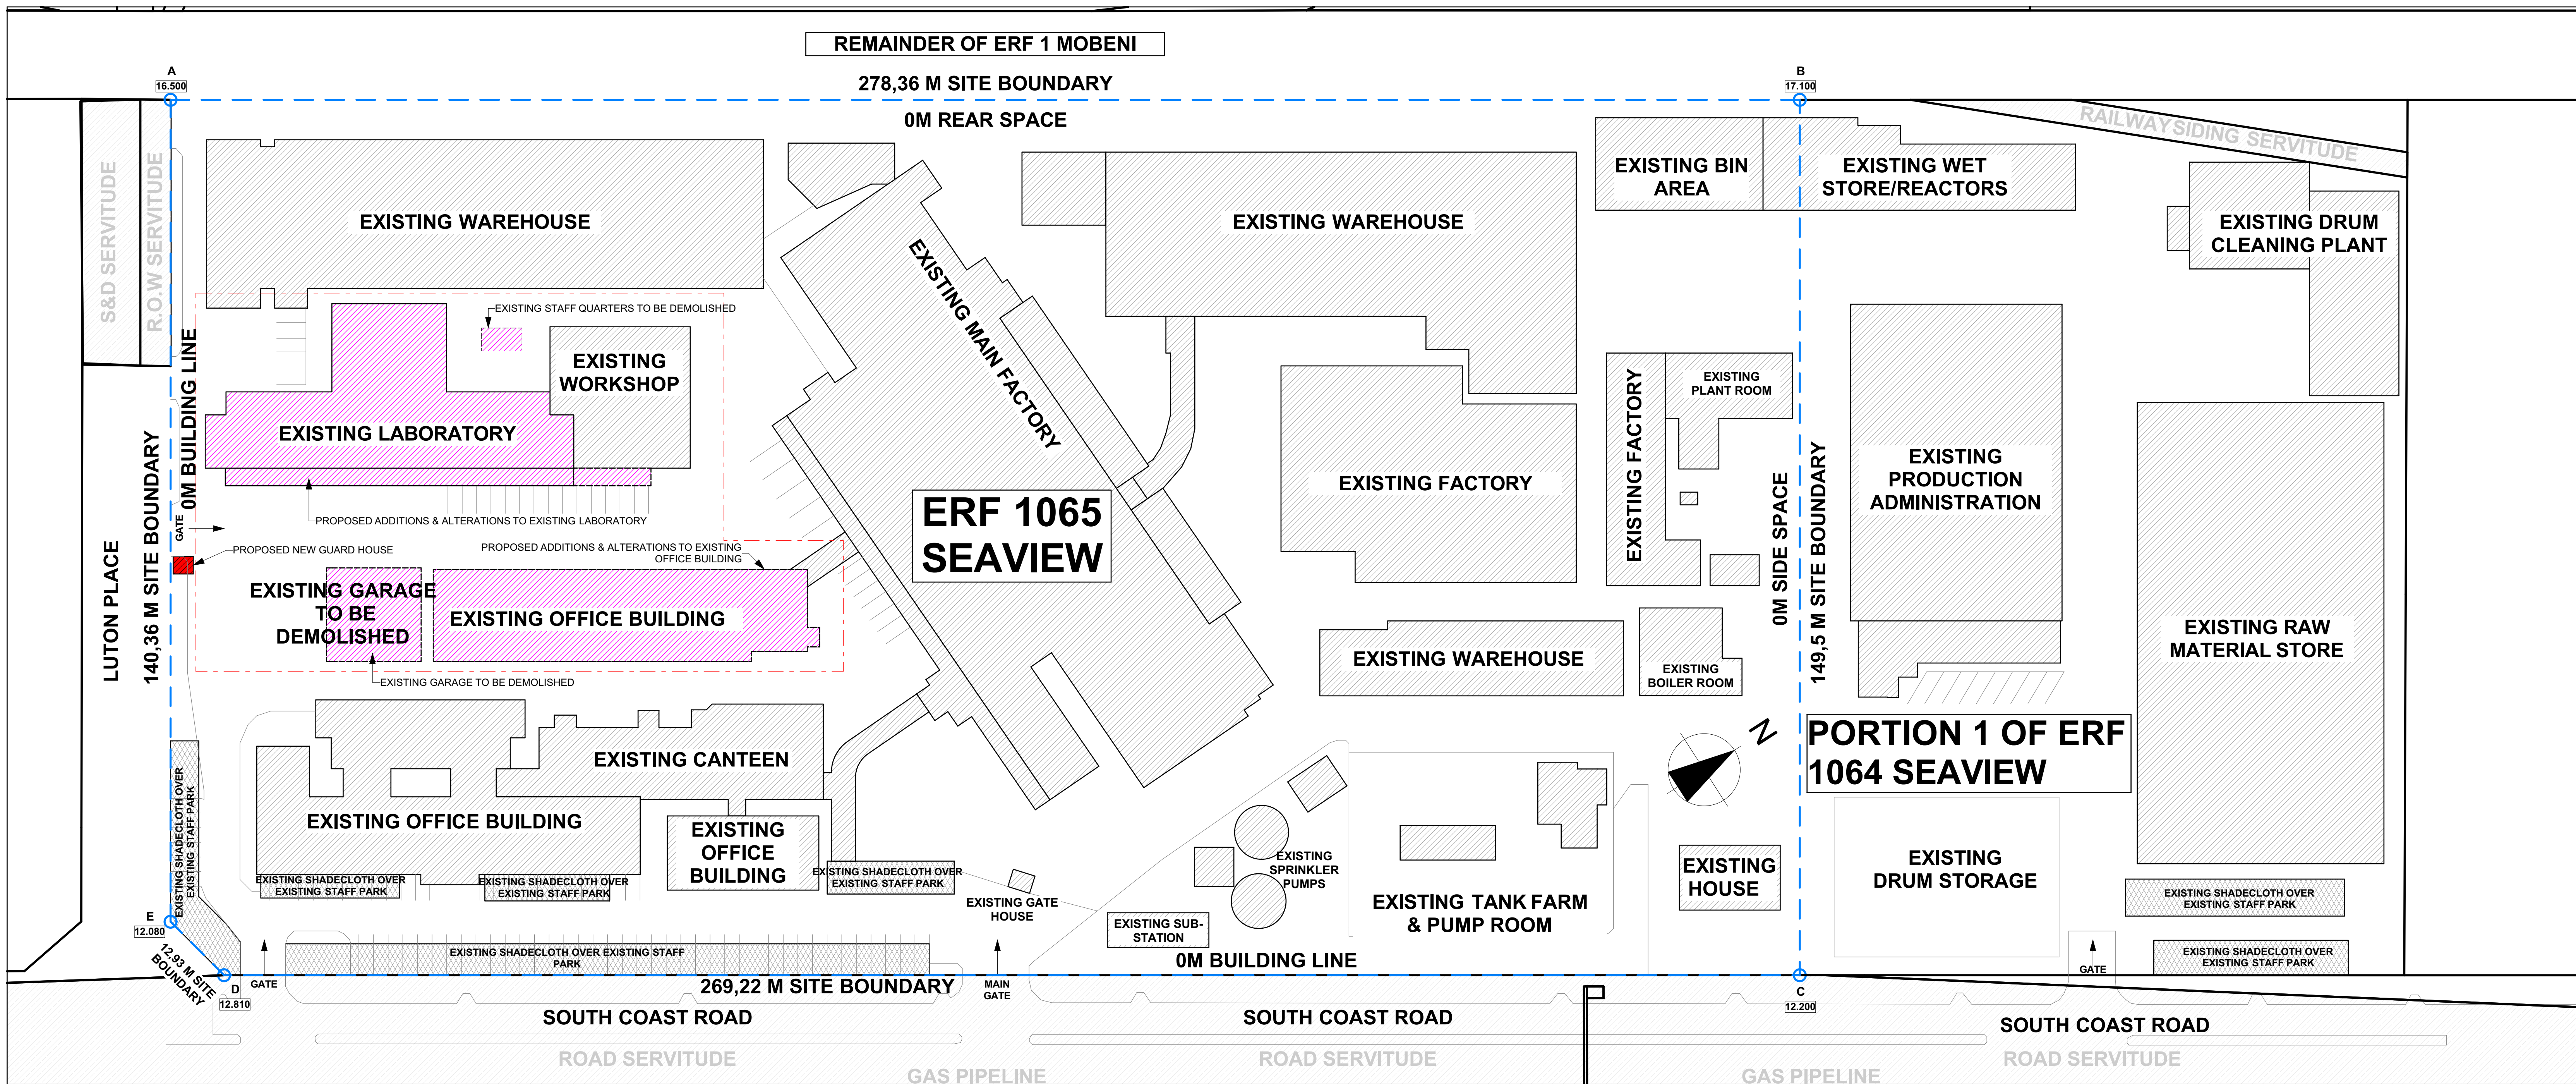 REMAINDER OF ERF 1 MOBENI
A
16.500
278,36 M SITE BOUNDARY
B
17.100
0M REAR SPACE
RAILWAYSIDING SERVITUDE
S&D SERVITUDE
R.O.W SERVITUDE
EXISTING WAREHOUSE
EXISTING MAIN FACTORY
EXISTING WAREHOUSE
EXISTING BIN
AREA
EXISTING WET
STORE/REACTORS
EXISTING DRUM
CLEANING PLANT
EXISTING STAFF QUARTERS TO BE DEMOLISHED
EXISTING
WORKSHOP
0M BUILDING LINE
EXISTING LABORATORY
EXISTING FACTORY
EXISTING FACTORY
EXISTING
PLANT ROOM
EXISTING
PRODUCTION
ADMINISTRATION
140,36 M SITE BOUNDARY
LUTON PLACE
GATE
PROPOSED ADDITIONS & ALTERATIONS TO EXISTING LABORATORY
PROPOSED NEW GUARD HOUSE
PROPOSED ADDITIONS & ALTERATIONS TO EXISTING
OFFICE BUILDING
ERF 1065
SEAVIEW
0M SIDE SPACE
149,5 M SITE BOUNDARY
EXISTING GARAGE
TO BE
DEMOLISHED
EXISTING OFFICE BUILDING
EXISTING GARAGE TO BE DEMOLISHED
EXISTING WAREHOUSE
EXISTING
BOILER ROOM
EXISTING RAW
MATERIAL STORE
N
PORTION 1 OF ERF
1064 SEAVIEW
EXISTING CANTEEN
EXISTING OFFICE BUILDING
EXISTING
OFFICE
BUILDING
EXISTING SHADECLOTH OVER
EXISTING STAFF PARK
EXISTING SHADECLOTH OVER
EXISTING STAFF PARK
EXISTING SHADECLOTH OVER
EXISTING STAFF PARK
EXISTING SHADECLOTH OVER
EXISTING STAFF PARK
EXISTING
SPRINKLER
PUMPS
EXISTING TANK FARM
& PUMP ROOM
EXISTING
HOUSE
EXISTING
DRUM STORAGE
EXISTING SHADECLOTH OVER
EXISTING STAFF PARK
EXISTING GATE
HOUSE
EXISTING SUB-
STATION
E
12.080
EXISTING SHADECLOTH OVER EXISTING STAFF
PARK
EXISTING SHADECLOTH OVER
EXISTING STAFF PARK
12,93 M SITE
BOUNDARY
D
12.810
GATE
269,22 M SITE BOUNDARY
MAIN
GATE
0M BUILDING LINE
GATE
C
12.200
SOUTH COAST ROAD
SOUTH COAST ROAD
SOUTH COAST ROAD
ROAD SERVITUDE
ROAD SERVITUDE
ROAD SERVITUDE
GAS PIPELINE
GAS PIPELINE